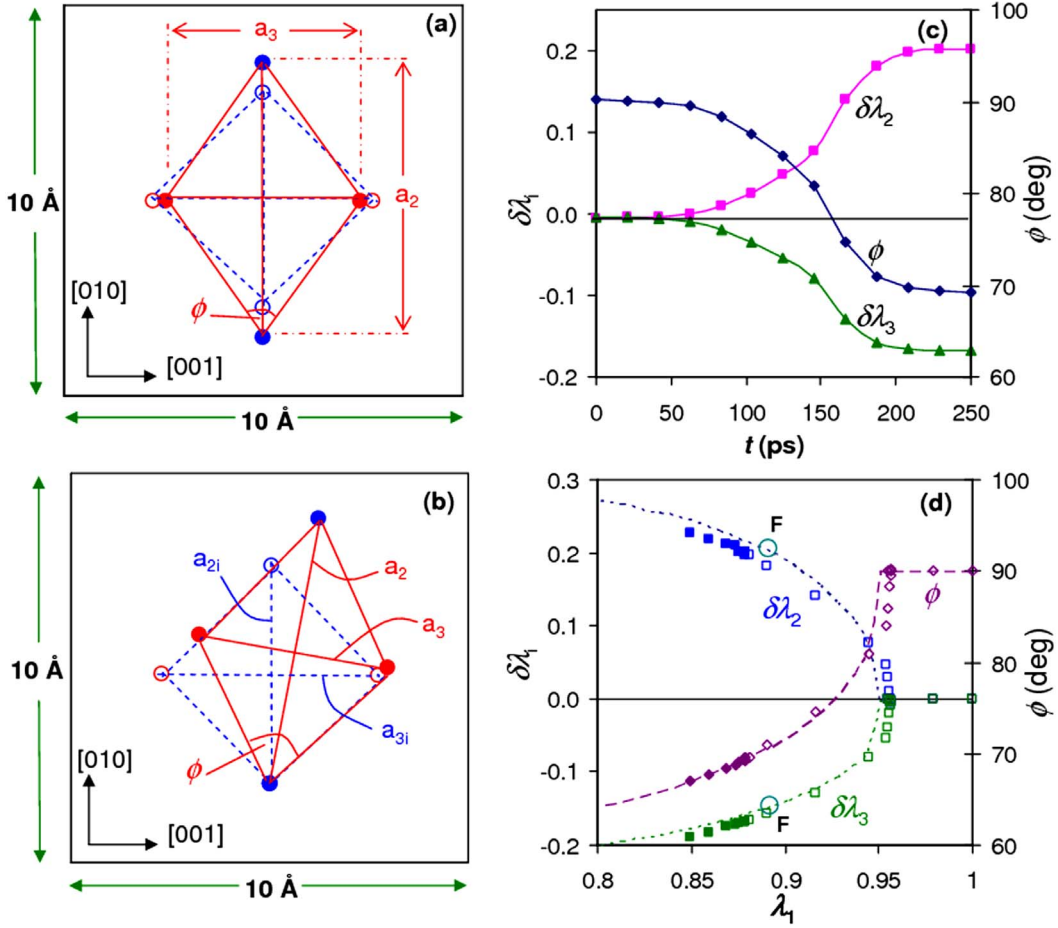 (a)
a3
10 Å
a2
[010]
ϕ
[001]
10 Å
(c)
0.2
0.1
0.0
-0.1
-0.2
δλi
δλ2
ϕ
δλ3
100
90
80
70
60
ϕ (deg)
0 50 100 150 200 250
t (ps)
(b)
a2i
a2
a3
10 Å
a3i
[010]
ϕ
[001]
10 Å
(d)
0.3
0.2
0.1
0.0
-0.1
-0.2
δλi
F
δλ2
ϕ
δλ3
F
100
90
80
70
60
ϕ (deg)
0.8 0.85 0.9 0.95 1
λ1